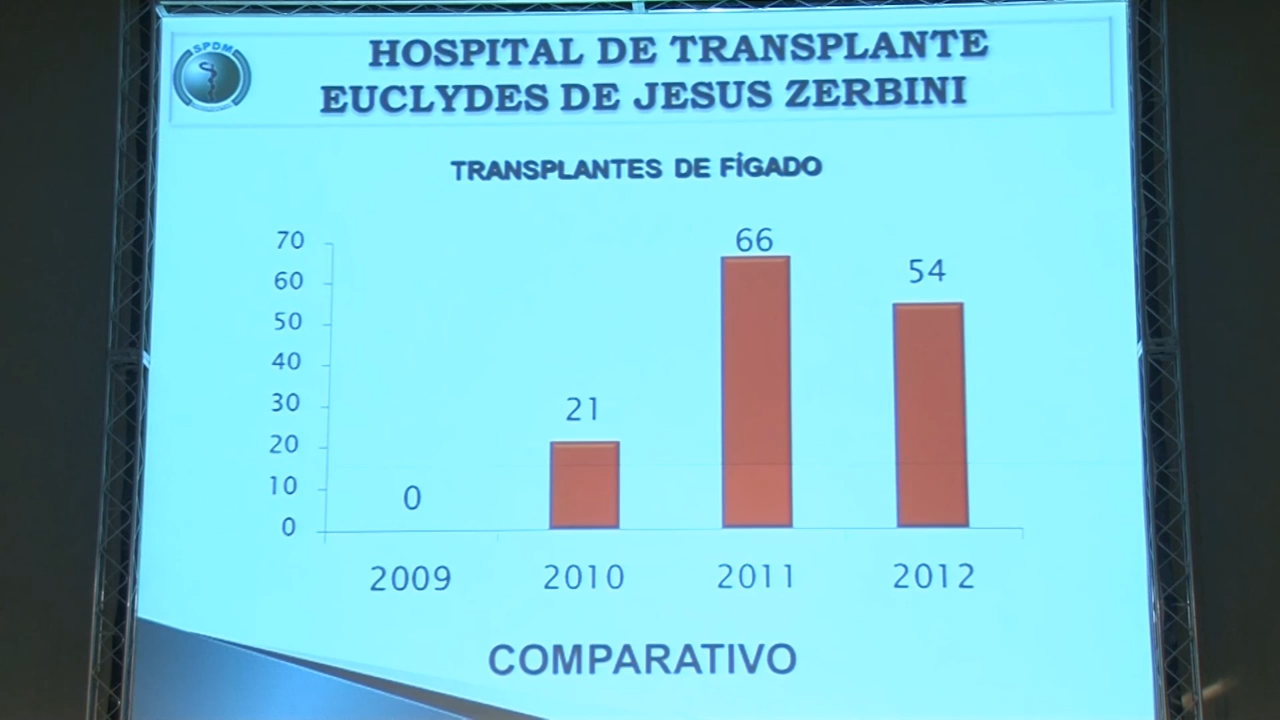 SPDM
HOSPITAL DE TRANSPLANTE
EUCLYDES DE JESUS ZERBINI
TRANSPLANTES DE FÍGADO
70
60
50
40
30
20
10
0
0
21
66
54
2009 2010 2011 2012
COMPARATIVO